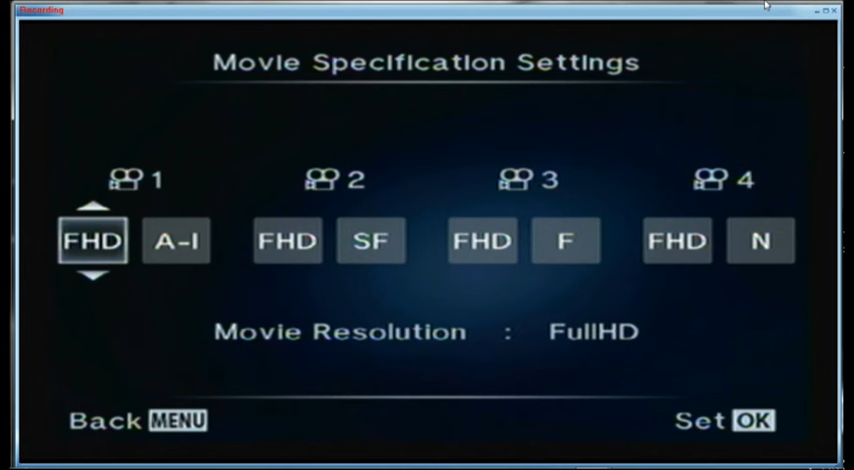 Recording
Movie Specification Settings
1 2 3 4
FHD A-I FHD SF FHD F FHD N
Movie Resolution : FullHD
Back MENU Set OK